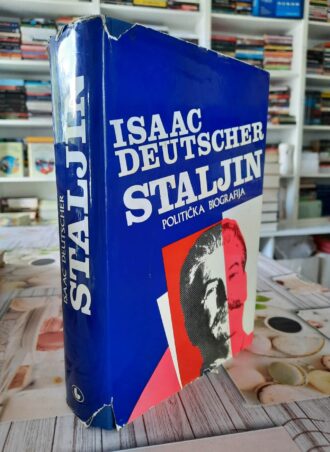 ISAAC
DEUTSCHER
STALJIN
POLITIČKA BIOGRAFIJA
ISAAC DEUTSCHER
STALJIN